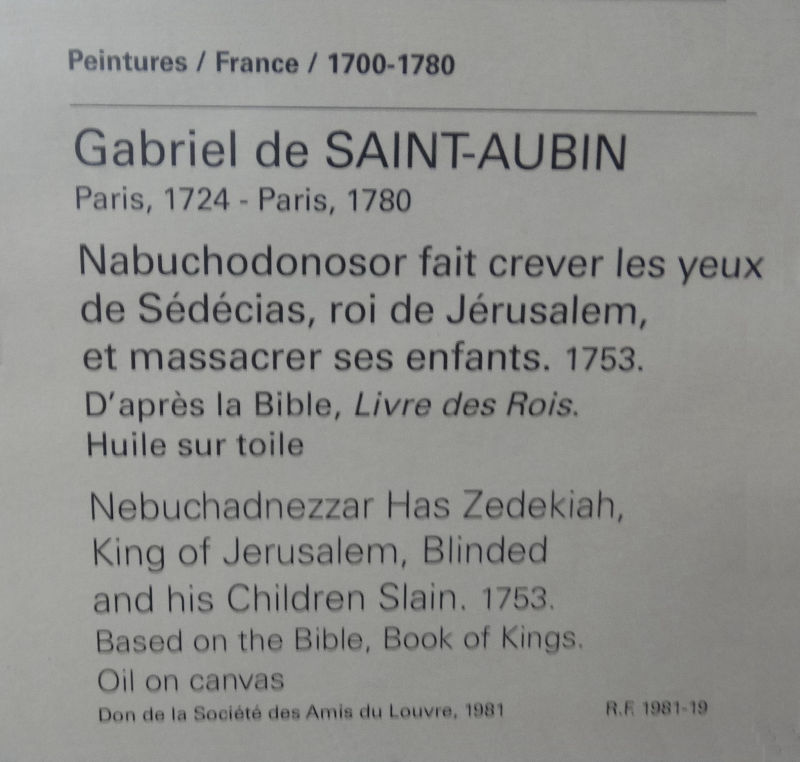 Peintures / France / 1700-1780
Gabriel de SAINT-AUBIN
Paris, 1724 - Paris, 1780
Nabuchodonosor fait crever les yeux
de Sédécias, roi de Jérusalem,
et massacrer ses enfants. 1753.
D'après la Bible, Livre des Rois.
Huile sur toile
Nebuchadnezzar Has Zedekiah,
King of Jerusalem, Blinded
and his Children Slain. 1753.
Based on the Bible, Book of Kings.
Oil on canvas
Don de la Société des Amis du Louvre, 1981 R.F. 1981-19